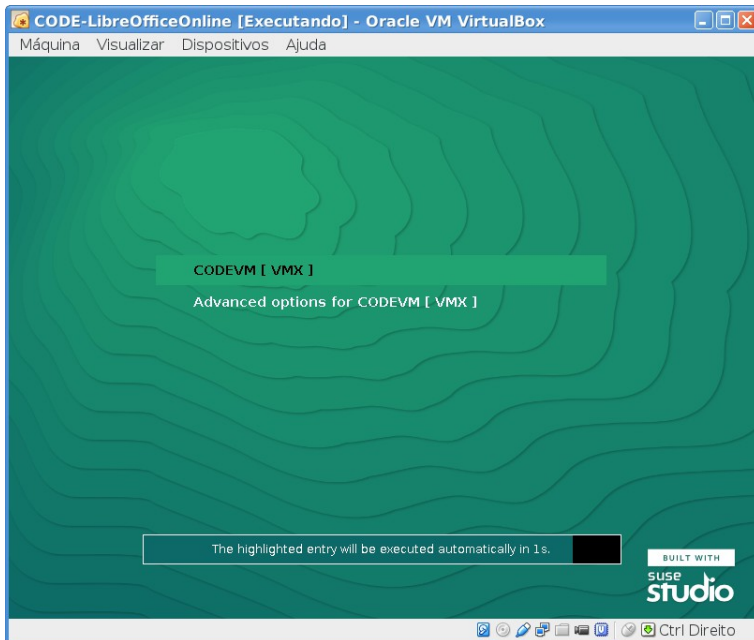 CODE-LibreOfficeOnline [Executando] - Oracle VM VirtualBox
Máquina Visualizar Dispositivos Ajuda
CODEVM [ VMX ]
Advanced options for CODEVM [ VMX ]
The highlighted entry will be executed automatically in 1s.
BUILT WITH
suse
studio
Ctrl Direito